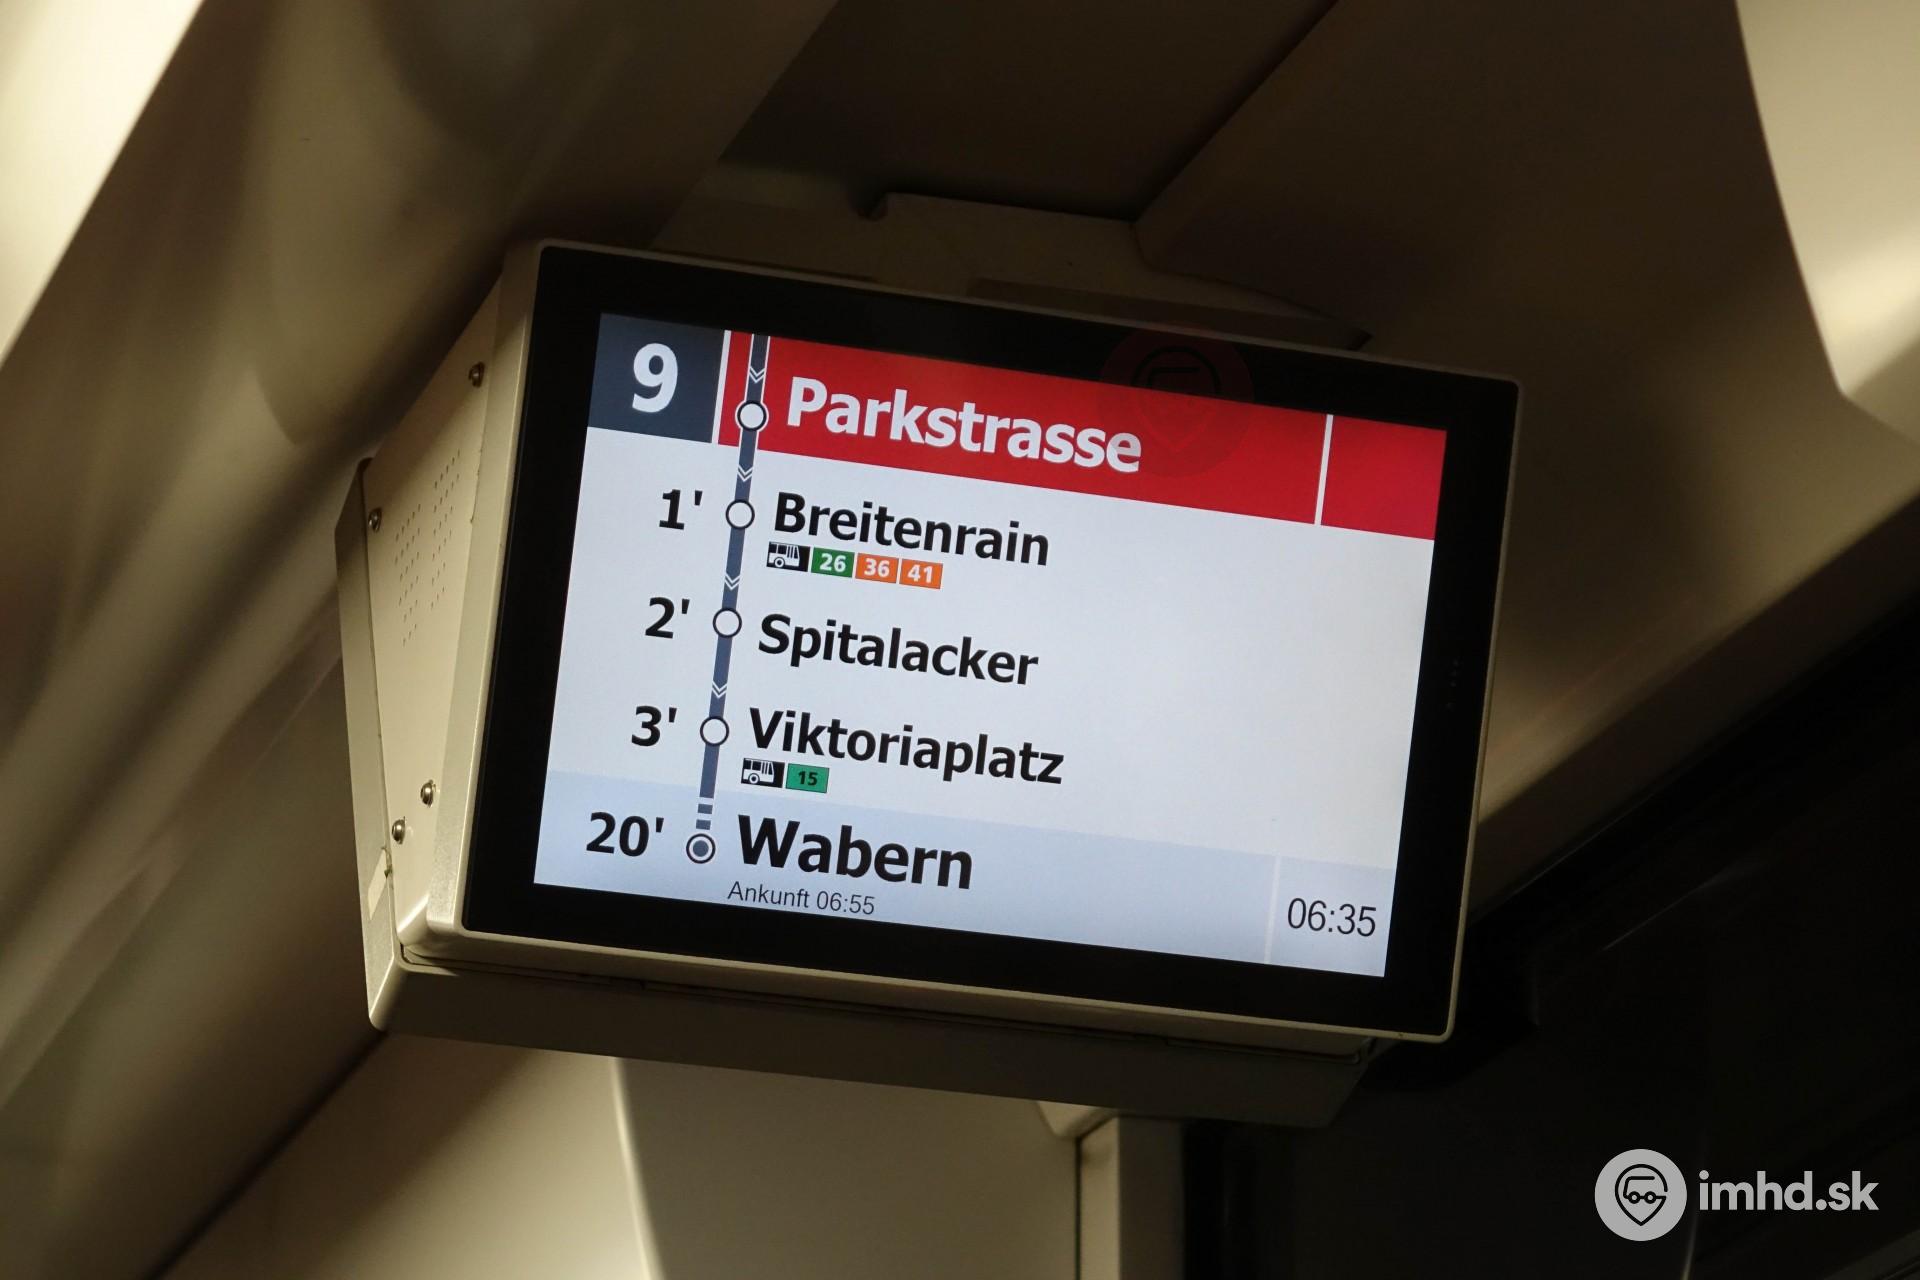 9 Parkstrasse
1' Breitenrain
26 36 41
2' Spitalacker
3' Viktoriaplatz
15
20' Wabern
Ankunft 06:55
06:35
imhd.sk